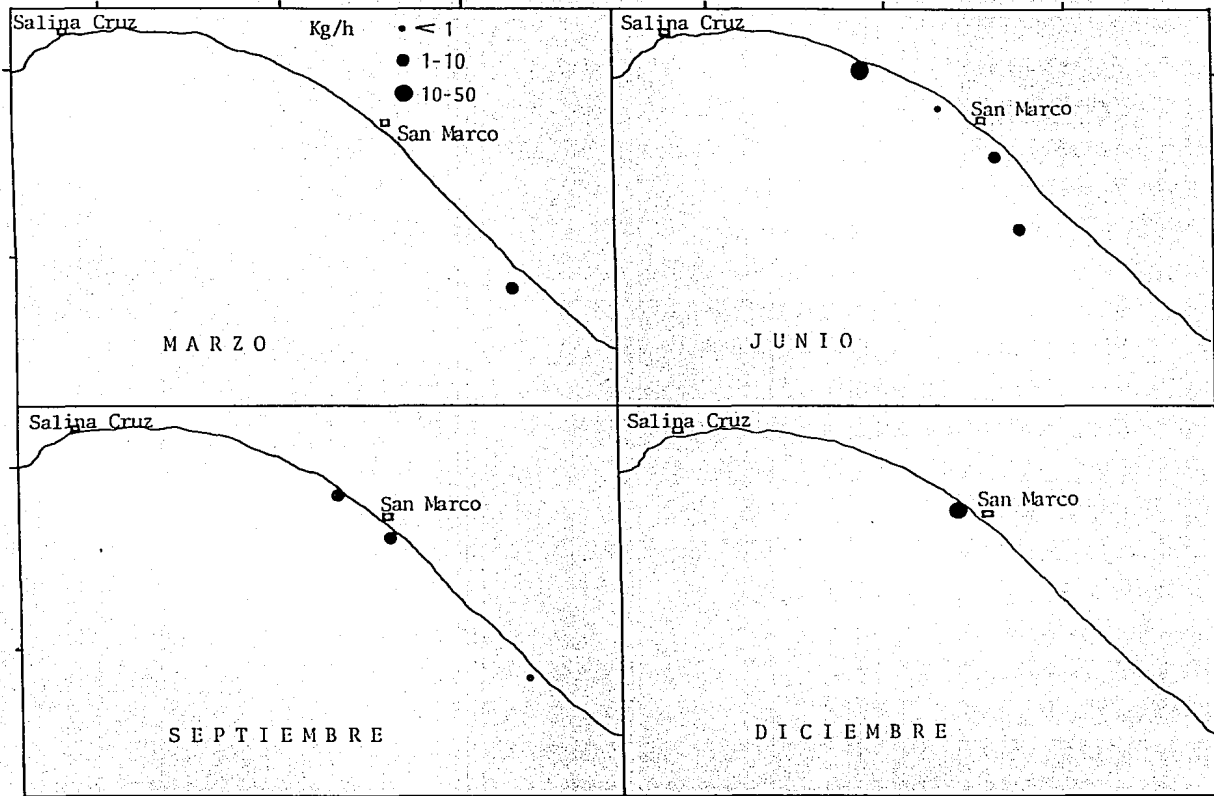 Salina Cruz
Kg/h
< 1
1-10
10-50
San Marco
MARZO
Salina Cruz
San Marco
JUNIO
Salina Cruz
San Marco
SEPTIEMBRE
Salina Cruz
San Marco
DICIEMBRE